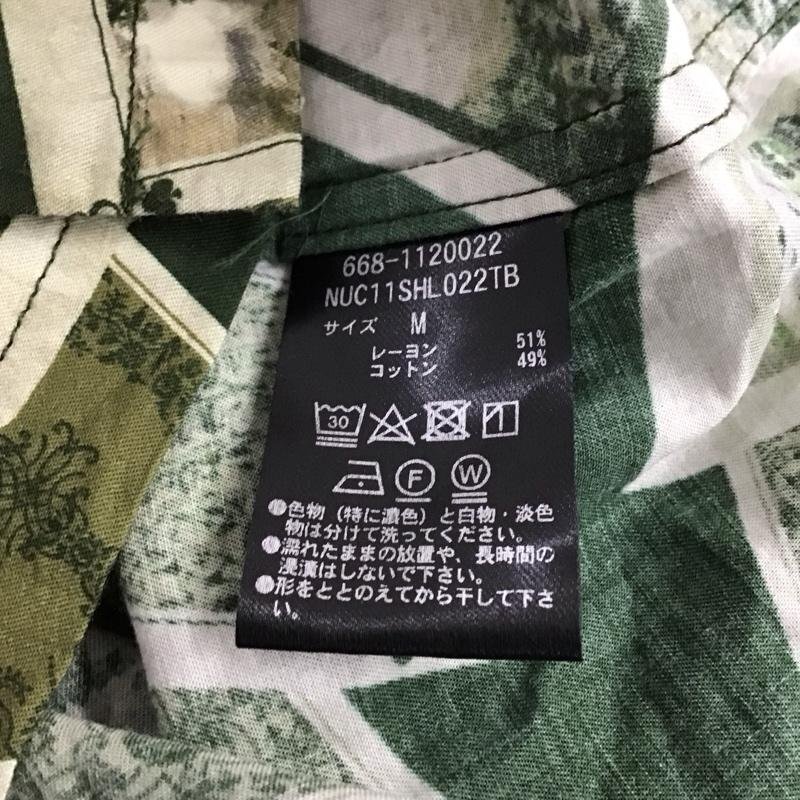 668-1120022
NUC11SHL022TB
サイズ M
レーヨン 51%
コットン 49%
30
F W
●色物（特に濃色）と白物・淡色
物は分けて洗ってください。
●濡れたままの放置や、長時間の
浸漬はしないで下さい。
●形をととのえてから干して下さ
い。